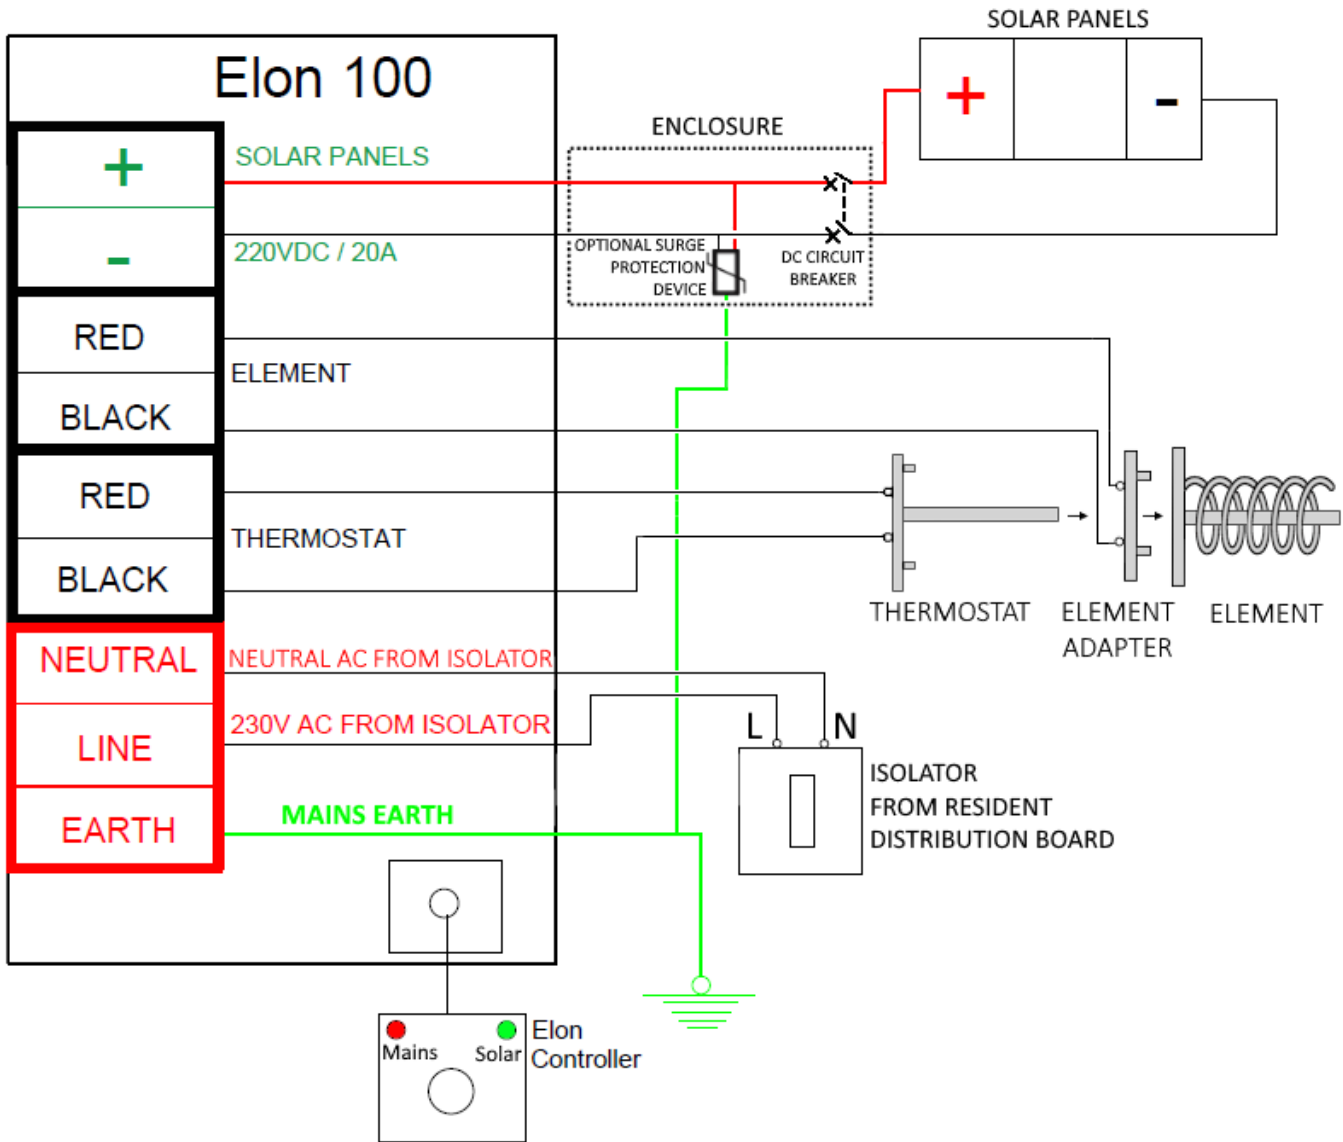 SOLAR PANELS
Elon 100
ENCLOSURE
+
-
+
SOLAR PANELS
-
220VDC / 20A
OPTIONAL SURGE
PROTECTION
DEVICE
DC CIRCUIT
BREAKER
RED
ELEMENT
BLACK
RED
THERMOSTAT
BLACK
THERMOSTAT
ELEMENT
ADAPTER
ELEMENT
NEUTRAL
NEUTRAL AC FROM ISOLATOR
LINE
230V AC FROM ISOLATOR
L
N
ISOLATOR
FROM RESIDENT
DISTRIBUTION BOARD
EARTH
MAINS EARTH
Mains
Solar
Elon
Controller